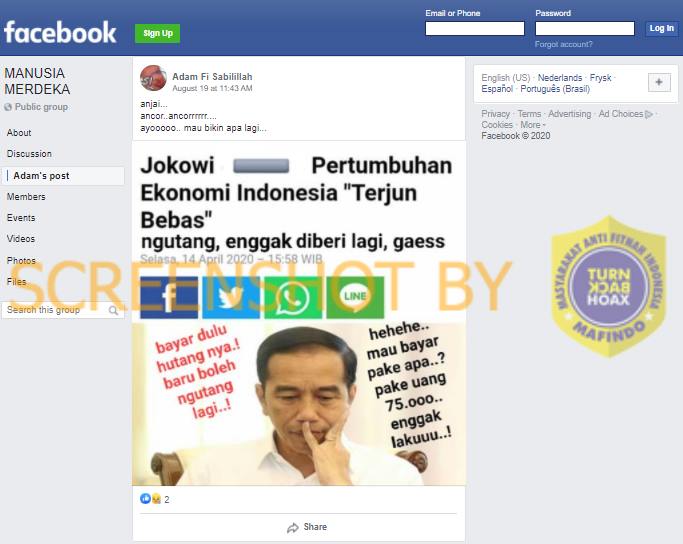 facebook
Sign Up
Email or Phone
Password
Log In
Forgot account?
MANUSIA
MERDEKA
Public group
About
Discussion
Adam's post
Members
Events
Videos
Photos
Files
Search this group
Adam Fi Sabilillah
August 19 at 11:43 AM
anjai...
ancor..ancorrrrrr....
ayooooo.. mau bikin apa lagi...
Jokowi Pertumbuhan
Ekonomi Indonesia "Terjun
Bebas"
ngutang, enggak diberi lagi, gaess
Selasa, 14 April 2020 – 15:58 WIB
LINE
bayar dulu
hutang nya.!
baru boleh
ngutang
lagi..!
hehehe..
mau bayar
pake apa..?
pake uang
75.000..
enggak
lakuuu..!
2
Share
English (US) · Nederlands · Frysk ·
Español · Português (Brasil)
Privacy · Terms · Advertising · Ad Choices ·
Cookies · More
Facebook © 2020
SCREENSHOT BY
MASYARAKAT ANTI FITNAH INDONESIA
TURN
BACK
HOAX
MAFINDO